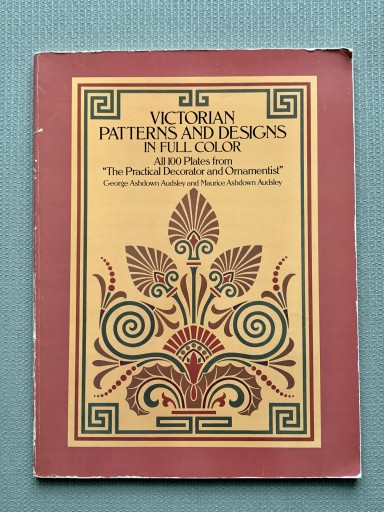 VICTORIAN
PATTERNS AND DESIGNS
IN FULL COLOR
All 100 Plates from
"The Practical Decorator and Ornamentist"
George Ashdown Audsley and Maurice Ashdown Audsley